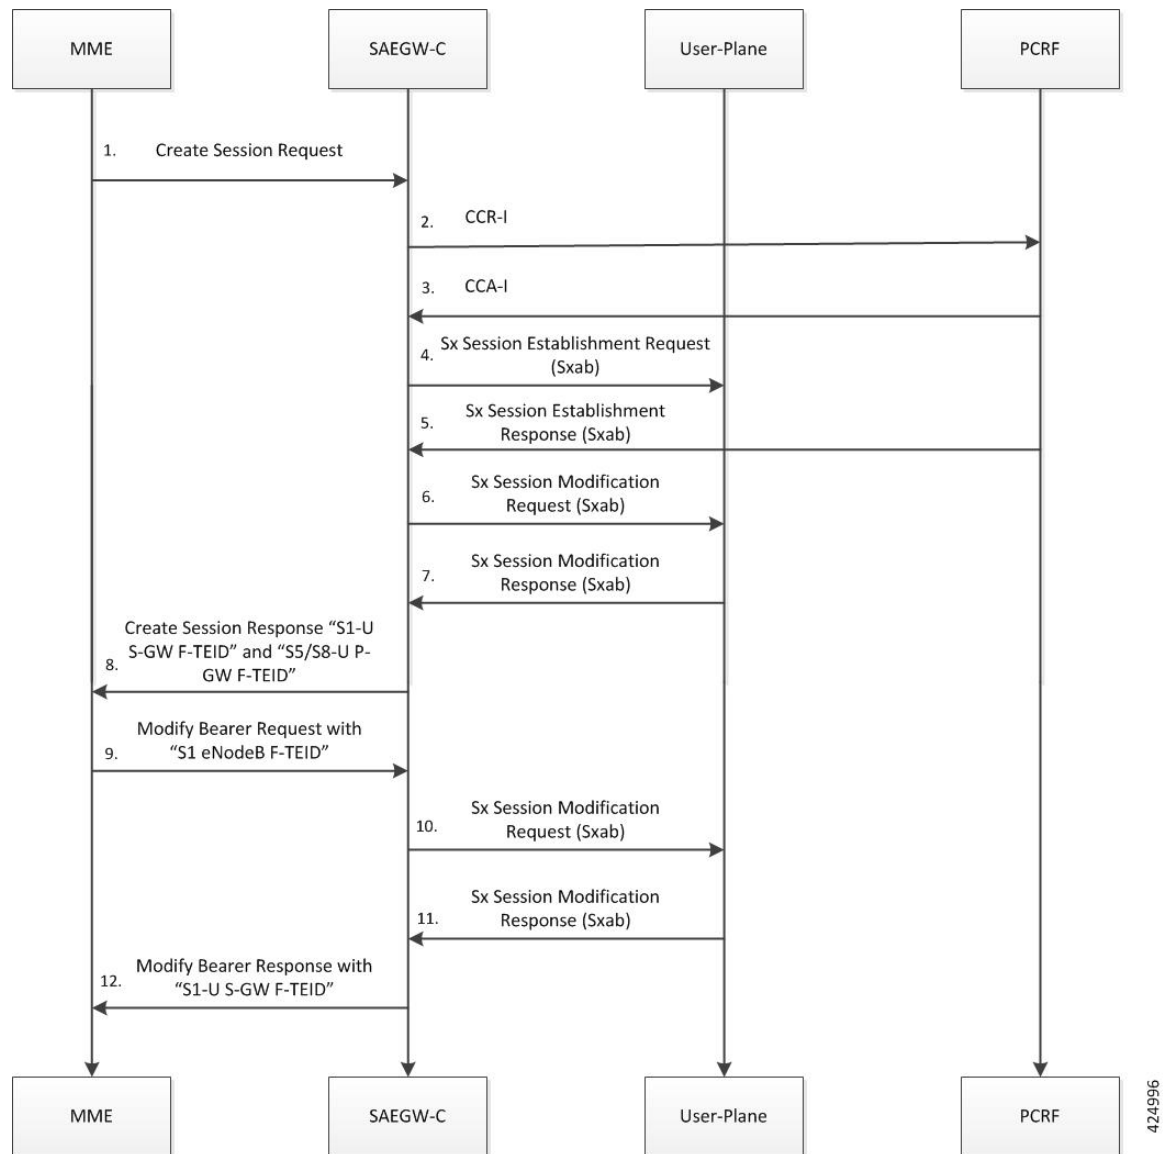 MME
SAEGW-C
User-Plane
PCRF
1.
Create Session Request
2.
CCR-I
3.
CCA-I
4.
Sx Session Establishment Request
(Sxab)
5.
Sx Session Establishment
Response (Sxab)
6.
Sx Session Modification
Request (Sxab)
7.
Sx Session Modification
Response (Sxab)
8.
Create Session Response “S1-U
S-GW F-TEID” and “S5/S8-U P-
GW F-TEID”
9.
Modify Bearer Request with
“S1 eNodeB F-TEID”
10.
Sx Session Modification
Request (Sxab)
11.
Sx Session Modification
Response (Sxab)
12.
Modify Bearer Response with
“S1-U S-GW F-TEID”
MME
SAEGW-C
User-Plane
PCRF
424996